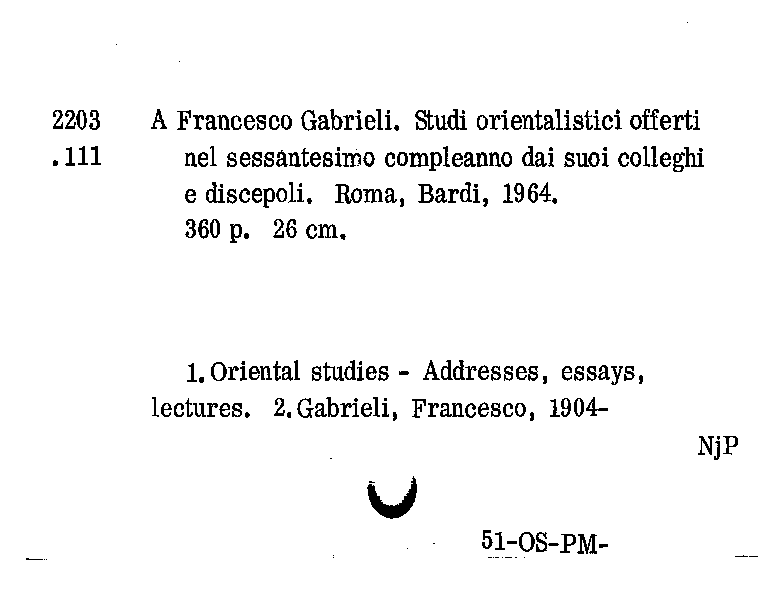 2203 A Francesco Gabrieli. Studi orientalistici offerti
.111 nel sessantesimo compleanno dai suoi colleghi
e discepoli. Roma, Bardi, 1964.
360 p. 26 cm.
1. Oriental studies - Addresses, essays,
lectures. 2. Gabrieli, Francesco, 1904-
NjP
51-OS-PM-